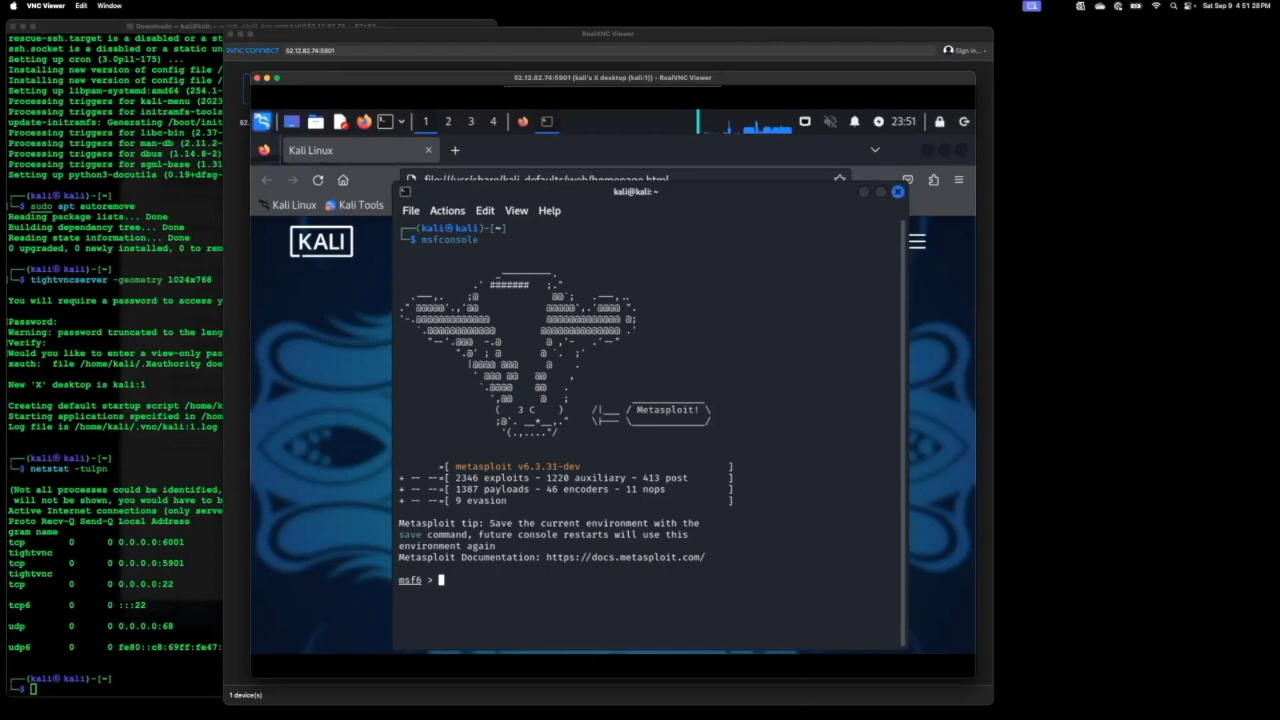 VNC Viewer Edit Window
Sat Sep 9 4:51:28 PM
rescue-ssh.target is a disabled or a sta
ssh.socket is a disabled or a static un
Setting up cron (3.0pl1-175) ...
Installing new version of config file /
Installing new version of config file /
Setting up libpam-systemd:amd64 (254.1-
Processing triggers for kali-menu (2023
Processing triggers for initramfs-tools
update-initramfs: Generating /boot/init
Processing triggers for libc-bin (2.37-
Processing triggers for man-db (2.11.2-
Processing triggers for dbus (1.14.8-2)
Processing triggers for sgml-base (1.31
Setting up python3-docutils (0.19+dfsg-
┌──(kali㉿kali)-[~]
└─$ sudo apt autoremove
Reading package lists... Done
Building dependency tree... Done
Reading state information... Done
0 upgraded, 0 newly installed, 0 to rem
┌──(kali㉿kali)-[~]
└─$ tightvncserver -geometry 1024x768
You will require a password to access y
Password:
Warning: password truncated to the leng
Verify:
Would you like to enter a view-only pas
xauth: file /home/kali/.Xauthority doe
New 'X' desktop is kali:1
Creating default startup script /home/k
Starting applications specified in /hom
Log file is /home/kali/.vnc/kali:1.log
┌──(kali㉿kali)-[~]
└─$ netstat -tulpn
(Not all processes could be identified,
will not be shown, you would have to b
Active Internet connections (only serve
Proto Recv-Q Send-Q Local Address
gram name
tcp 0 0 0.0.0.0:6001
tightvnc
tcp 0 0 0.0.0.0:5901
tightvnc
tcp 0 0 0.0.0.0:22
tcp6 0 0 :::22
udp 0 0 0.0.0.0:68
udp6 0 0 fe80::c8:69ff:fe47:
┌──(kali㉿kali)-[~]
└─$
RealVNC Viewer
CONNECT 52.12.82.74:5901 Sign in...
52.12.82.74:5901 (kali's X desktop (kali:1)) - RealVNC Viewer
1 2 3 4 23:51
Kali Linux
file:///usr/share/kali-defaults/web/homepage.html
Kali Linux Kali Tools
KALI
kali@kali: ~
File Actions Edit View Help
┌──(kali㉿kali)-[~]
└─$ msfconsole
3 C
Metasploit!
=[ metasploit v6.3.31-dev ]
+ -- --=[ 2346 exploits - 1220 auxiliary - 413 post ]
+ -- --=[ 1387 payloads - 46 encoders - 11 nops ]
+ -- --=[ 9 evasion ]
Metasploit tip: Save the current environment with the
save command, future console restarts will use this
environment again
Metasploit Documentation: https://docs.metasploit.com/
msf6 >
1 device(s)